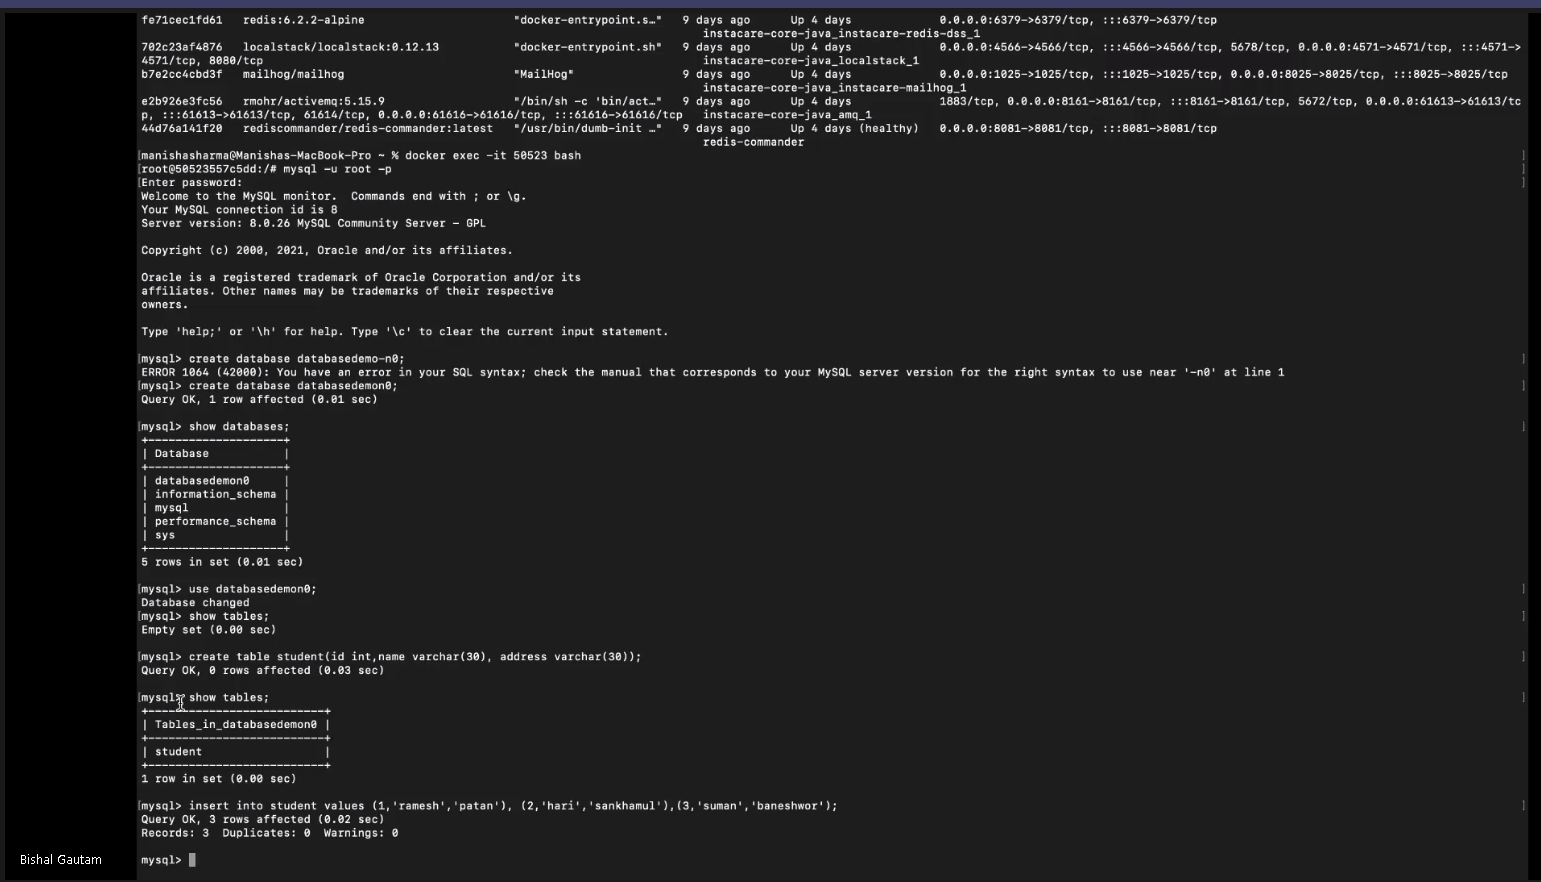 fe71cec1fd61   redis:6.2.2-alpine                      "docker-entrypoint.s…"   9 days ago      Up 4 days             0.0.0.0:6379->6379/tcp, :::6379->6379/tcp
instacare-core-java_instacare-redis-dss_1
702c23af4876   localstack/localstack:0.12.13           "docker-entrypoint.sh"   9 days ago      Up 4 days             0.0.0.0:4566->4566/tcp, :::4566->4566/tcp, 5678/tcp, 0.0.0.0:4571->4571/tcp, :::4571->
4571/tcp, 8080/tcp                                                                 instacare-core-java_localstack_1
b7e2cc4cbd3f   mailhog/mailhog                         "MailHog"                9 days ago      Up 4 days             0.0.0.0:1025->1025/tcp, :::1025->1025/tcp, 0.0.0.0:8025->8025/tcp, :::8025->8025/tcp
instacare-core-java_instacare-mailhog_1
e2b926e3fc56   rmohr/activemq:5.15.9                   "/bin/sh -c 'bin/act…"   9 days ago      Up 4 days             1883/tcp, 0.0.0.0:8161->8161/tcp, :::8161->8161/tcp, 5672/tcp, 0.0.0.0:61613->61613/tc
p, :::61613->61613/tcp, 61614/tcp, 0.0.0.0:61616->61616/tcp, :::61616->61616/tcp   instacare-core-java_amq_1
44d76a141f20   rediscommander/redis-commander:latest   "/usr/bin/dumb-init …"   9 days ago      Up 4 days (healthy)   0.0.0.0:8081->8081/tcp, :::8081->8081/tcp
redis-commander
[manishasharma@Manishas-MacBook-Pro ~ % docker exec -it 50523 bash ]
[root@50523557c5dd:/# mysql -u root -p ]
[Enter password: ]
Welcome to the MySQL monitor.  Commands end with ; or \g.
Your MySQL connection id is 8
Server version: 8.0.26 MySQL Community Server - GPL
Copyright (c) 2000, 2021, Oracle and/or its affiliates.
Oracle is a registered trademark of Oracle Corporation and/or its
affiliates. Other names may be trademarks of their respective
owners.
Type 'help;' or '\h' for help. Type '\c' to clear the current input statement.
[mysql> create database databasedemo-n0; ]
ERROR 1064 (42000): You have an error in your SQL syntax; check the manual that corresponds to your MySQL server version for the right syntax to use near '-n0' at line 1
[mysql> create database databasedemon0; ]
Query OK, 1 row affected (0.01 sec)
[mysql> show databases; ]
+--------------------+
| Database           |
+--------------------+
| databasedemon0     |
| information_schema |
| mysql              |
| performance_schema |
| sys                |
+--------------------+
5 rows in set (0.01 sec)
[mysql> use databasedemon0; ]
Database changed
[mysql> show tables; ]
Empty set (0.00 sec)
[mysql> create table student(id int,name varchar(30), address varchar(30)); ]
Query OK, 0 rows affected (0.03 sec)
[mysql> show tables; ]
+--------------------------+
| Tables_in_databasedemon0 |
+--------------------------+
| student                  |
+--------------------------+
1 row in set (0.00 sec)
[mysql> insert into student values (1,'ramesh','patan'), (2,'hari','sankhamul'),(3,'suman','baneshwor'); ]
Query OK, 3 rows affected (0.02 sec)
Records: 3  Duplicates: 0  Warnings: 0
mysql>
Bishal Gautam